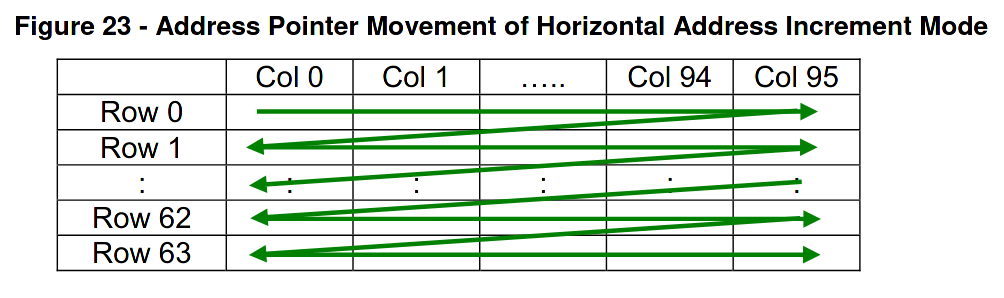 Figure 23 - Address Pointer Movement of Horizontal Address Increment Mode
Col 0 Col 1 ….. Col 94 Col 95
Row 0
Row 1
: : : : : :
Row 62
Row 63